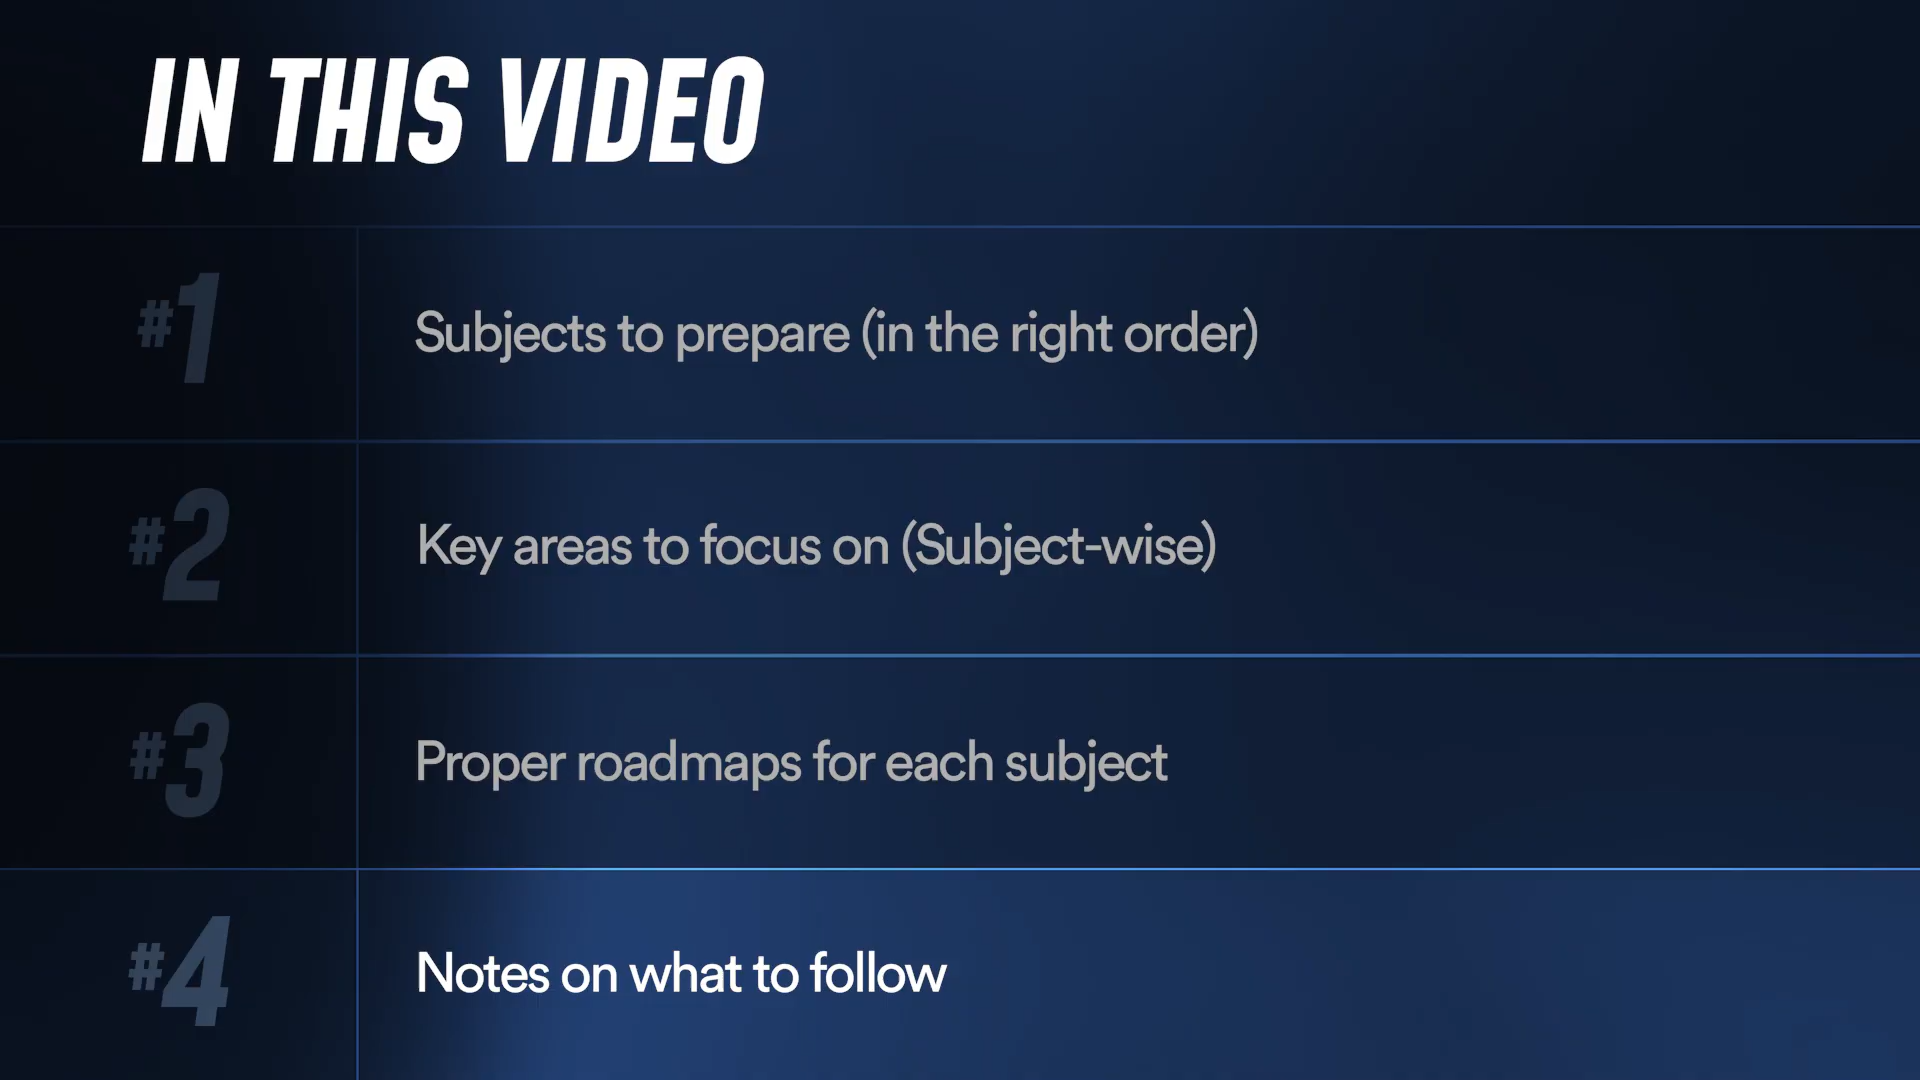 IN THIS VIDEO
#1 Subjects to prepare (in the right order)
#2 Key areas to focus on (Subject-wise)
#3 Proper roadmaps for each subject
#4 Notes on what to follow